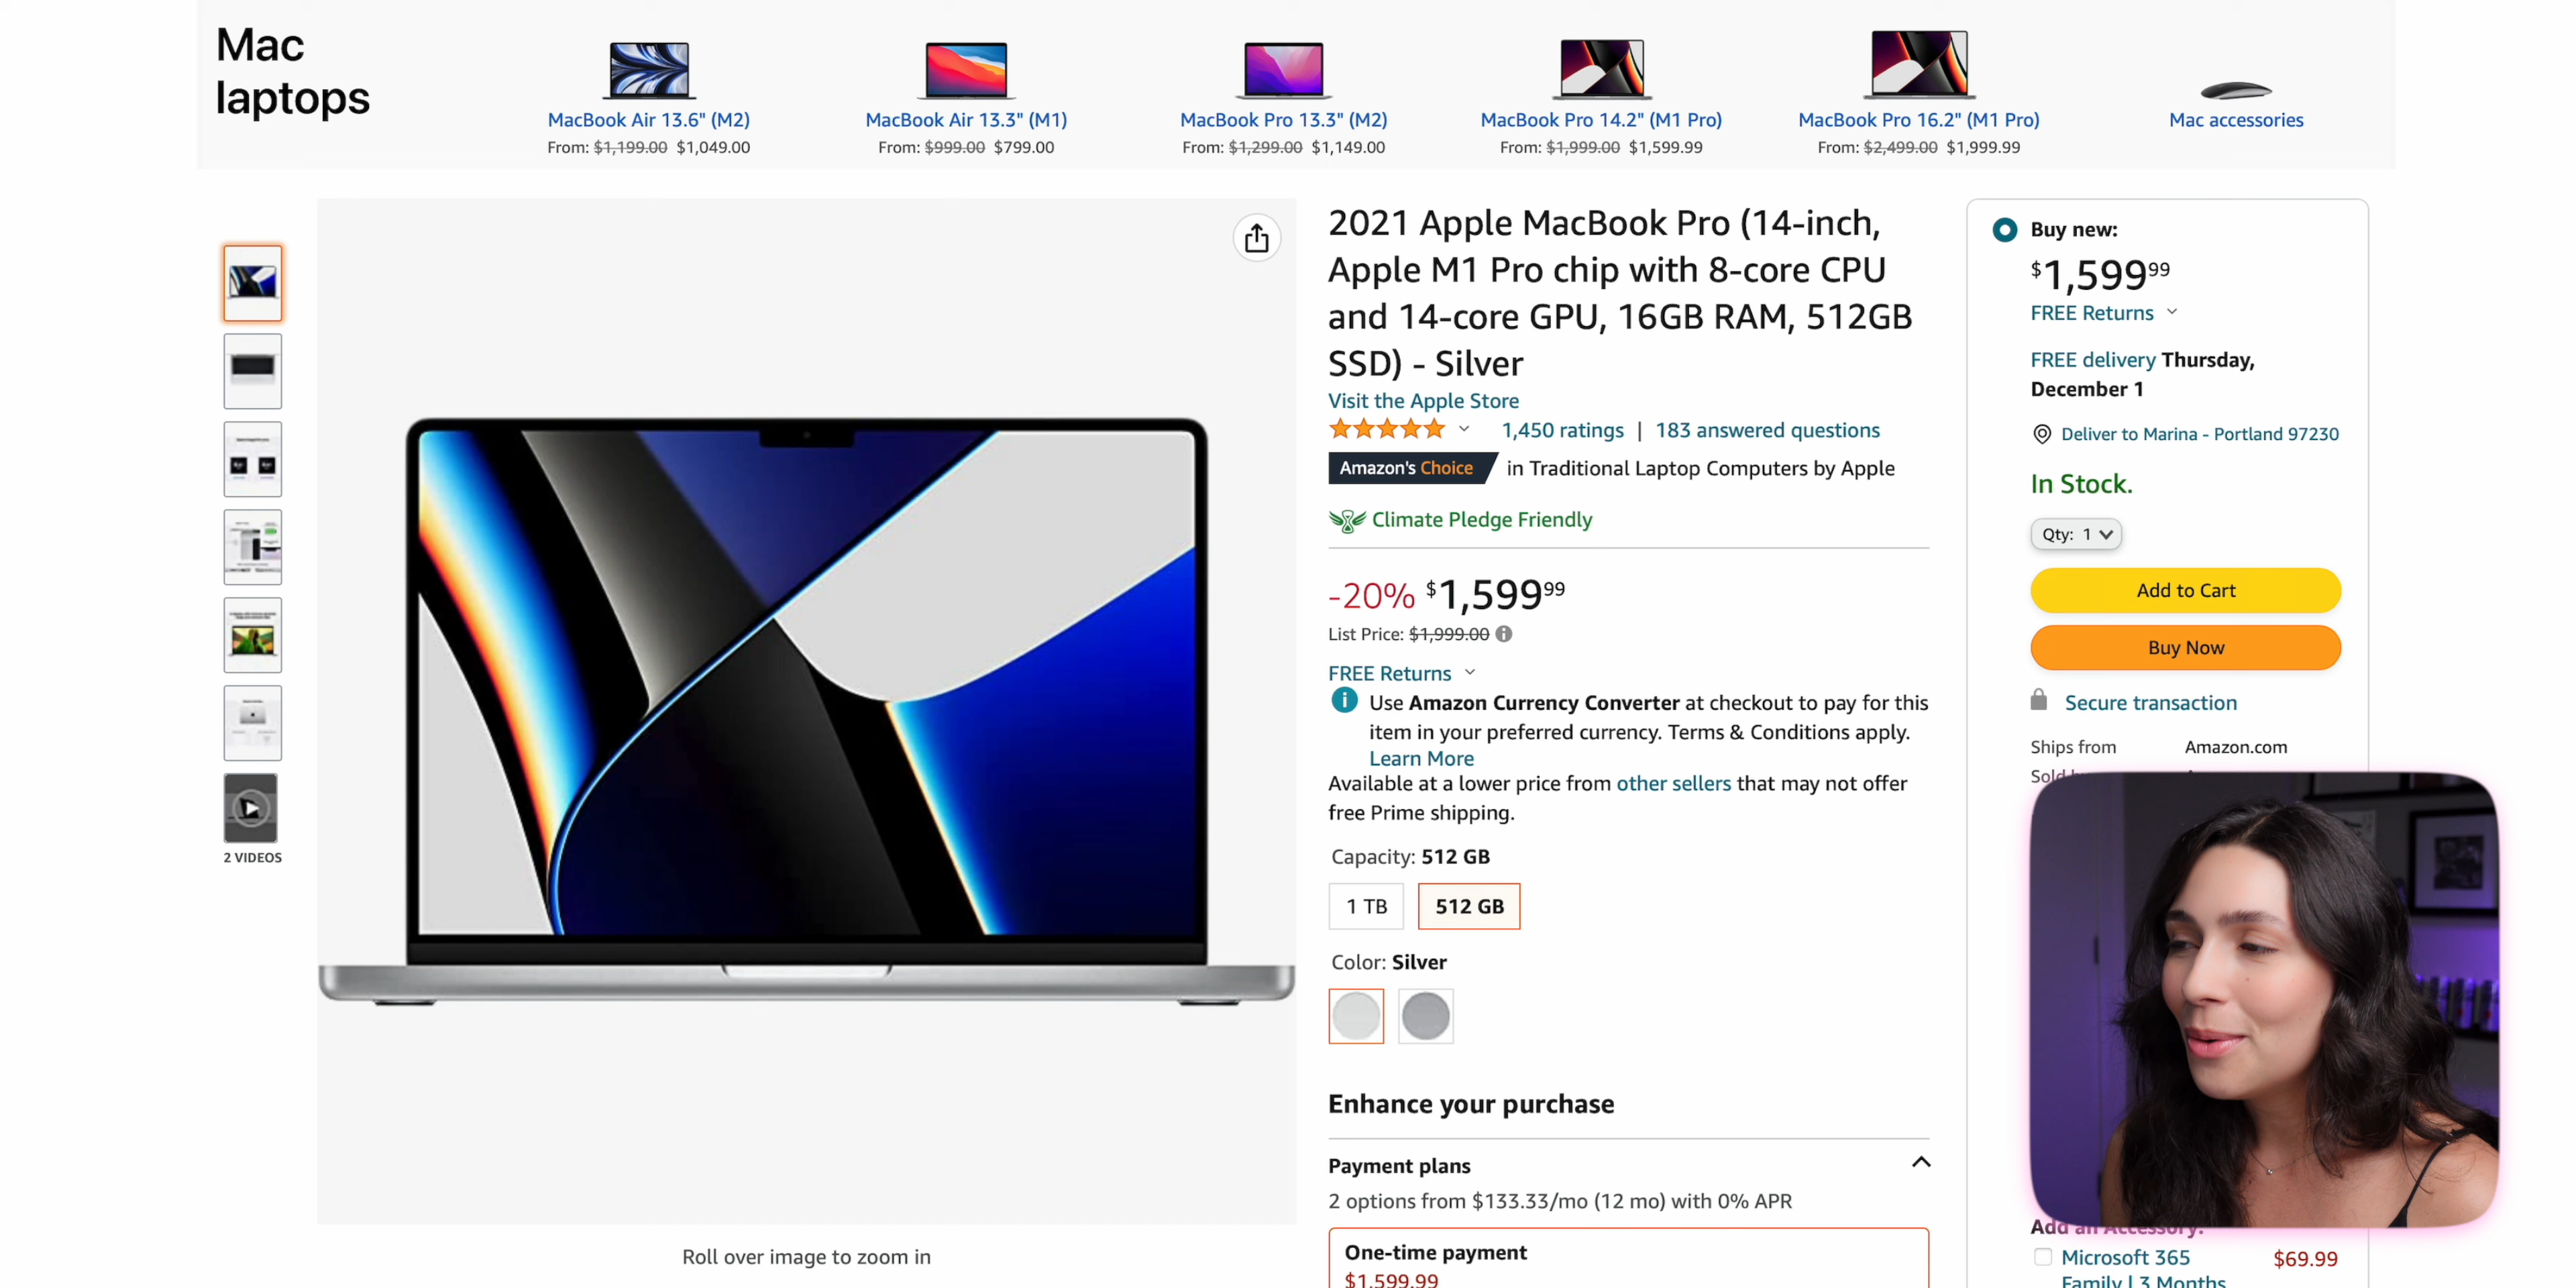 Mac
laptops
MacBook Air 13.6" (M2)
From: $1,199.00 $1,049.00
MacBook Air 13.3" (M1)
From: $999.00 $799.00
MacBook Pro 13.3" (M2)
From: $1,299.00 $1,149.00
MacBook Pro 14.2" (M1 Pro)
From: $1,999.00 $1,599.99
MacBook Pro 16.2" (M1 Pro)
From: $2,499.00 $1,999.99
Mac accessories
2 VIDEOS
Roll over image to zoom in
2021 Apple MacBook Pro (14-inch,
Apple M1 Pro chip with 8-core CPU
and 14-core GPU, 16GB RAM, 512GB
SSD) - Silver
Visit the Apple Store
1,450 ratings | 183 answered questions
Amazon's Choice in Traditional Laptop Computers by Apple
Climate Pledge Friendly
-20% $1,599 99
List Price: $1,999.00
FREE Returns
Use Amazon Currency Converter at checkout to pay for this
item in your preferred currency. Terms & Conditions apply.
Learn More
Available at a lower price from other sellers that may not offer
free Prime shipping.
Capacity: 512 GB
1 TB
512 GB
Color: Silver
Enhance your purchase
Payment plans
2 options from $133.33/mo (12 mo) with 0% APR
One-time payment
$1,599.99
Buy new:
$1,599 99
FREE Returns
FREE delivery Thursday,
December 1
Deliver to Marina - Portland 97230
In Stock.
Qty: 1
Add to Cart
Buy Now
Secure transaction
Ships from Amazon.com
Add an Accessory:
Microsoft 365 $69.99
Family | 3 Months